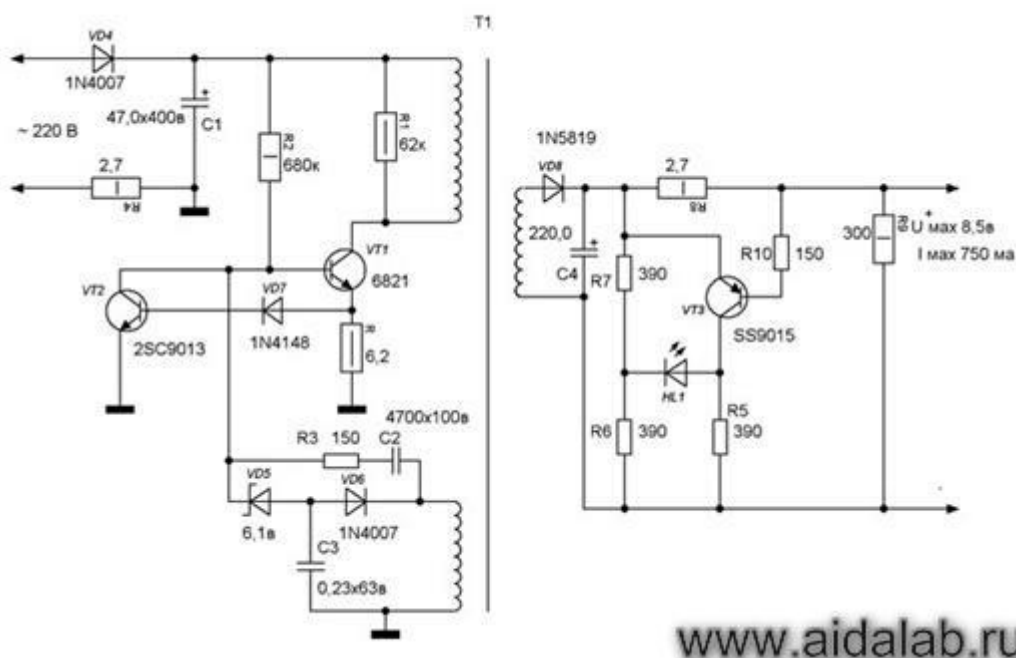 T1
VD4
1N4007
47,0x400в
C1
~ 220 В
2,7
R4
R2
680к
R1
62к
VT1
6821
VT2
2SC9013
VD7
1N4148
R
6,2
4700x100в
R3 150 C2
VD5
6,1в
VD6
1N4007
C3
0,23x63в
1N5819
VD8
2,7
R8
220,0
C4
R7 390
R10 150
VT3
SS9015
HL1
R6 390
R5
390
300
R9
+
U мах 8,5в
I мах 750 ма
www.aidalab.ru